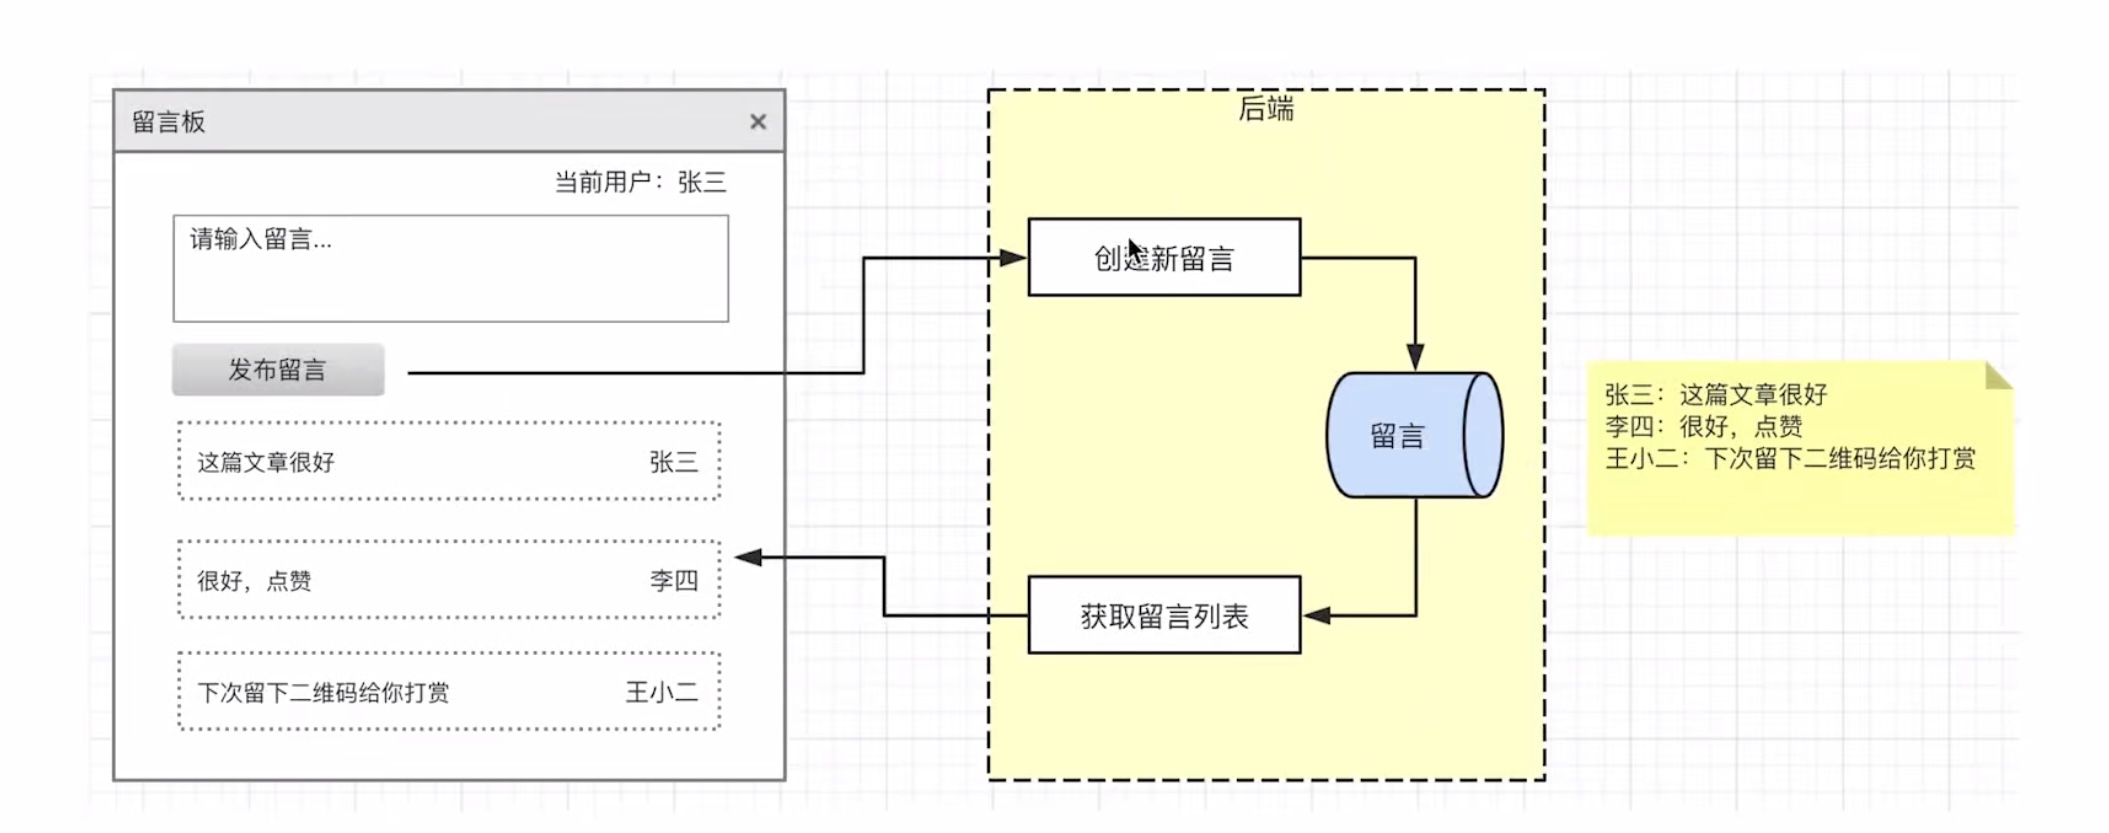 留言板
×
当前用户：张三
请输入留言...
发布留言
这篇文章很好 张三
很好，点赞 李四
下次留下二维码给你打赏 王小二
后端
创建新留言
留言
获取留言列表
张三：这篇文章很好
李四：很好，点赞
王小二：下次留下二维码给你打赏